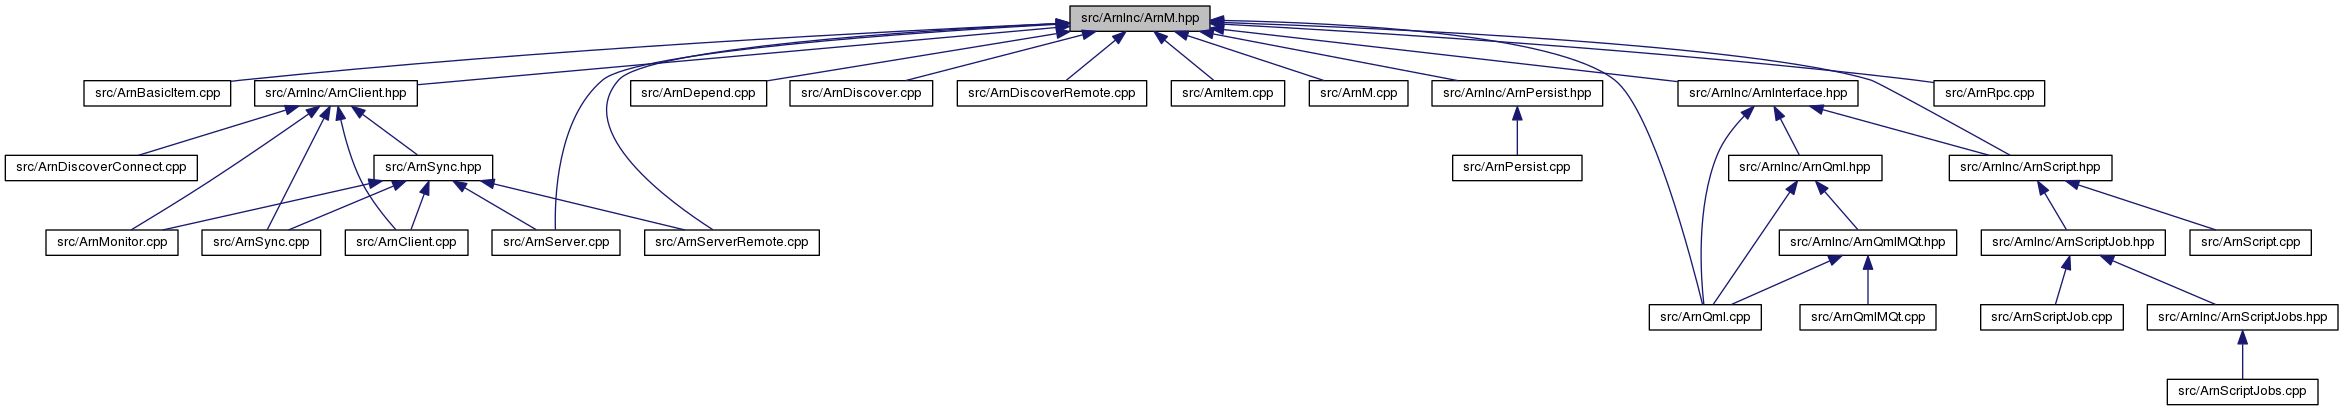 src/ArnInc/ArnM.hpp
src/ArnBasicItem.cpp
src/ArnInc/ArnClient.hpp
src/ArnDepend.cpp
src/ArnDiscover.cpp
src/ArnDiscoverRemote.cpp
src/ArnItem.cpp
src/ArnM.cpp
src/ArnInc/ArnPersist.hpp
src/ArnInc/ArnInterface.hpp
src/ArnRpc.cpp
src/ArnDiscoverConnect.cpp
src/ArnSync.hpp
src/ArnPersist.cpp
src/ArnInc/ArnQml.hpp
src/ArnInc/ArnScript.hpp
src/ArnMonitor.cpp
src/ArnSync.cpp
src/ArnClient.cpp
src/ArnServer.cpp
src/ArnServerRemote.cpp
src/ArnInc/ArnQmlMQt.hpp
src/ArnInc/ArnScriptJob.hpp
src/ArnScript.cpp
src/ArnQml.cpp
src/ArnQmlMQt.cpp
src/ArnScriptJob.cpp
src/ArnInc/ArnScriptJobs.hpp
src/ArnScriptJobs.cpp